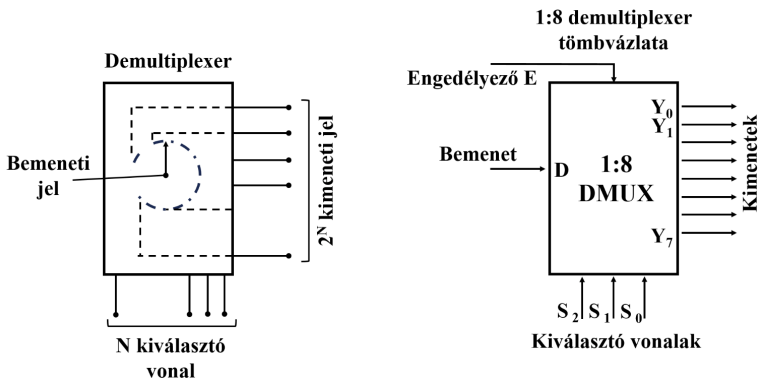 Demultiplexer
Bemeneti
jel
2ᴺ kimeneti jel
N kiválasztó
vonal
1:8 demultiplexer
tömbvázlata
Engedélyező E
Bemenet
D
1:8
DMUX
Y₀
Y₁
Y₇
Kimenetek
S₂ S₁ S₀
Kiválasztó vonalak